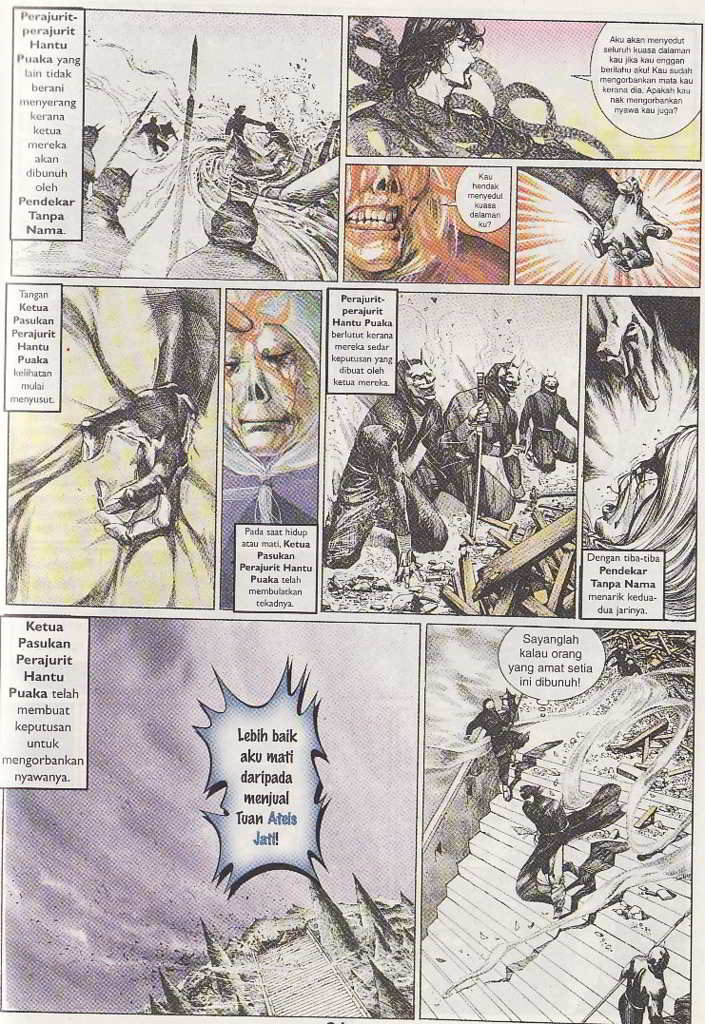 Perajurit-
perajurit
Hantu
Puaka yang
lain tidak
berani
menyerang
kerana
ketua
mereka
akan
dibunuh
oleh
Pendekar
Tanpa
Nama.
Aku akan menyedut
seluruh kuasa dalaman
kau jika kau enggan
berilahu aku! Kau sudah
mengorbankan mata kau
kerana dia. Apakah kau
nak mengorbankan
nyawa kau juga?
Kau
hendak
menyedul
kuasa
dalaman
ku?
Tangan
Ketua
Pasukan
Perajurit
Hantu
Puaka
kelihatan
mulai
menyusut.
Pada saat hidup
atau mati, Ketua
Pasukan
Perajurit Hantu
Puaka telah
membulatkan
tekadnya.
Perajurit-
perajurit
Hantu Puaka
berlutut kerana
mereka sedar
keputusan yang
dibuat oleh
ketua mereka.
Dengan tiba-tiba
Pendekar
Tanpa Nama
menarik kedua-
dua jarinya.
Ketua
Pasukan
Perajurit
Hantu
Puaka telah
membuat
keputusan
untuk
mengorbankan
nyawanya.
Lebih baik
aku mati
daripada
menjual
Tuan Ateis
Jati!
Sayanglah
kalau orang
yang amat setia
ini dibunuh!